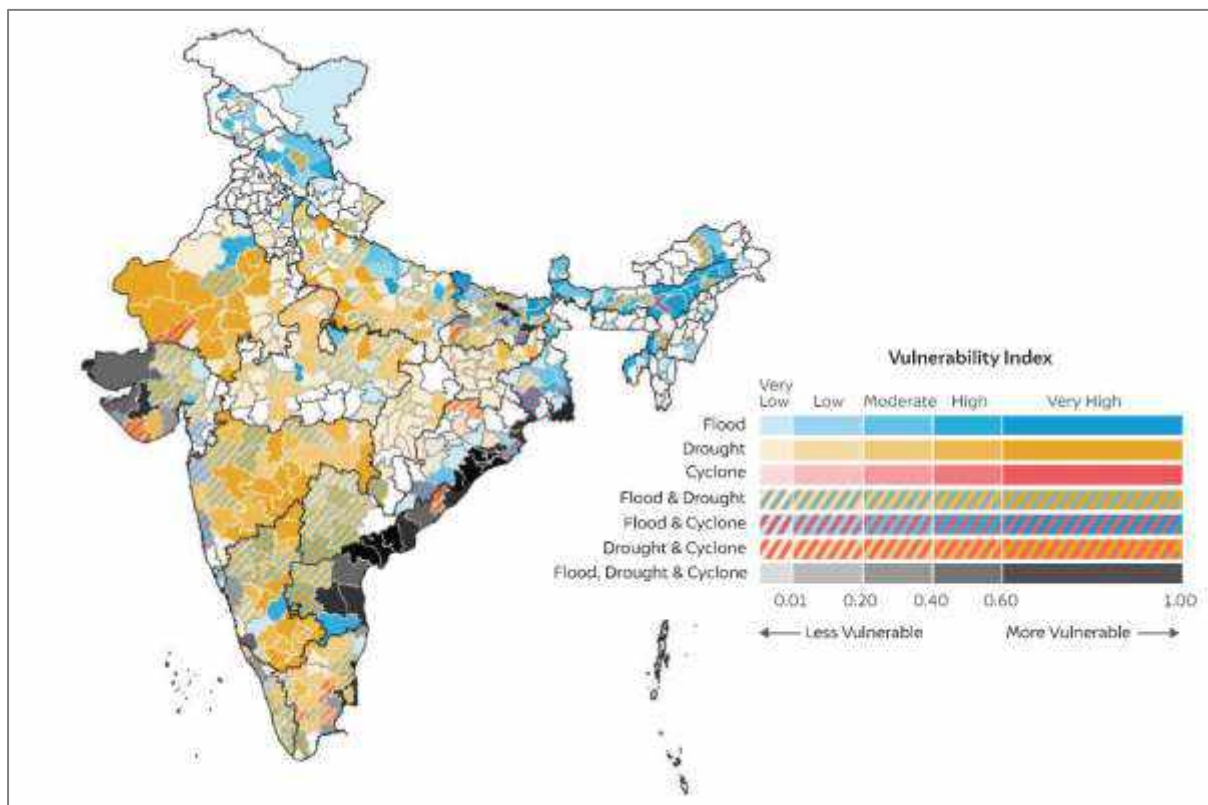 Vulnerability Index
Very Low Low Moderate High Very High
Flood
Drought
Cyclone
Flood & Drought
Flood & Cyclone
Drought & Cyclone
Flood, Drought & Cyclone
0.01 0.20 0.40 0.60 1.00
Less Vulnerable More Vulnerable